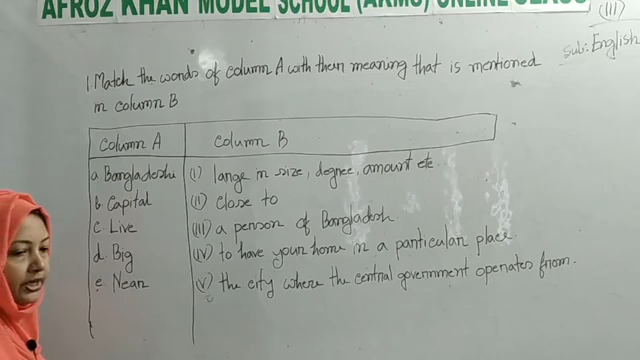 AFROZ KHAN MODEL SCHOOL (AKMS) ONLINE CLASS
(III)
Sub: English
1. Match the words of column A with their meaning that is mentioned
in column B
Column A Column B
a Bangladeshi (i) large in size, degree, amount etc.
b Capital (ii) close to
c. Live (iii) a person of Bangladesh
d. Big (iv) to have your home in a particular place.
e. Near (v) the city where the central government operates from.